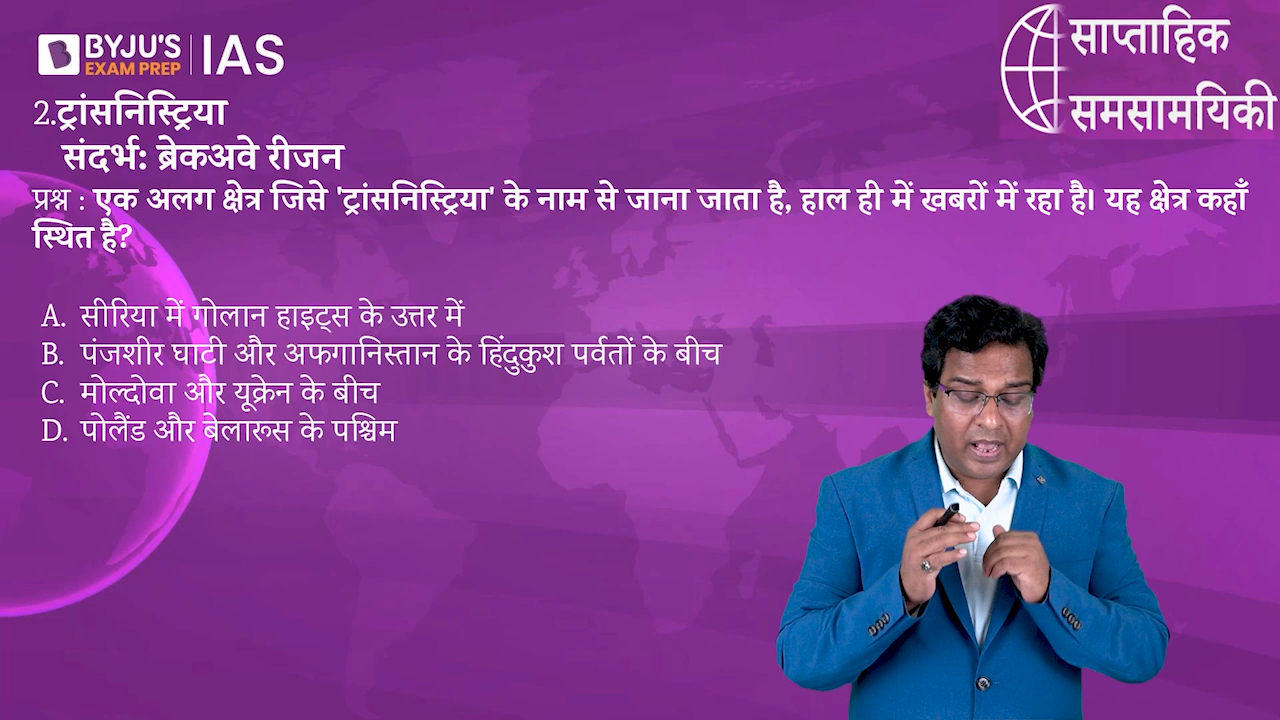 BYJU'S
EXAM PREP
IAS
साप्ताहिक
समसामयिकी
2.ट्रांसनिस्ट्रिया
संदर्भ: ब्रेकअवे रीजन
प्रश्न : एक अलग क्षेत्र जिसे 'ट्रांसनिस्ट्रिया' के नाम से जाना जाता है, हाल ही में खबरों में रहा है। यह क्षेत्र कहाँ
स्थित है?
A. सीरिया में गोलान हाइट्स के उत्तर में
B. पंजशीर घाटी और अफगानिस्तान के हिंदुकुश पर्वतों के बीच
C. मोल्दोवा और यूक्रेन के बीच
D. पोलैंड और बेलारूस के पश्चिम